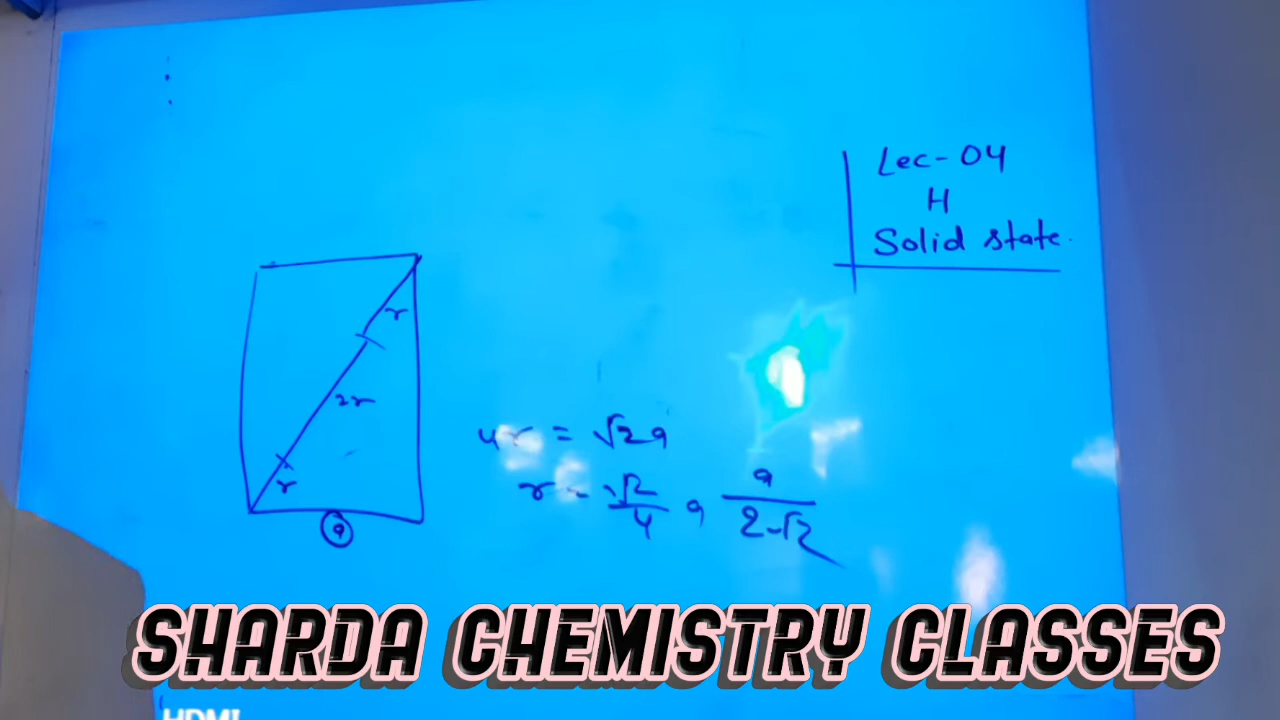 Lec-04
H
Solid state.
r
2r
r
a
4r = √2a
r = √2/4 a a/2√2
SHARDA CHEMISTRY CLASSES
HDMI